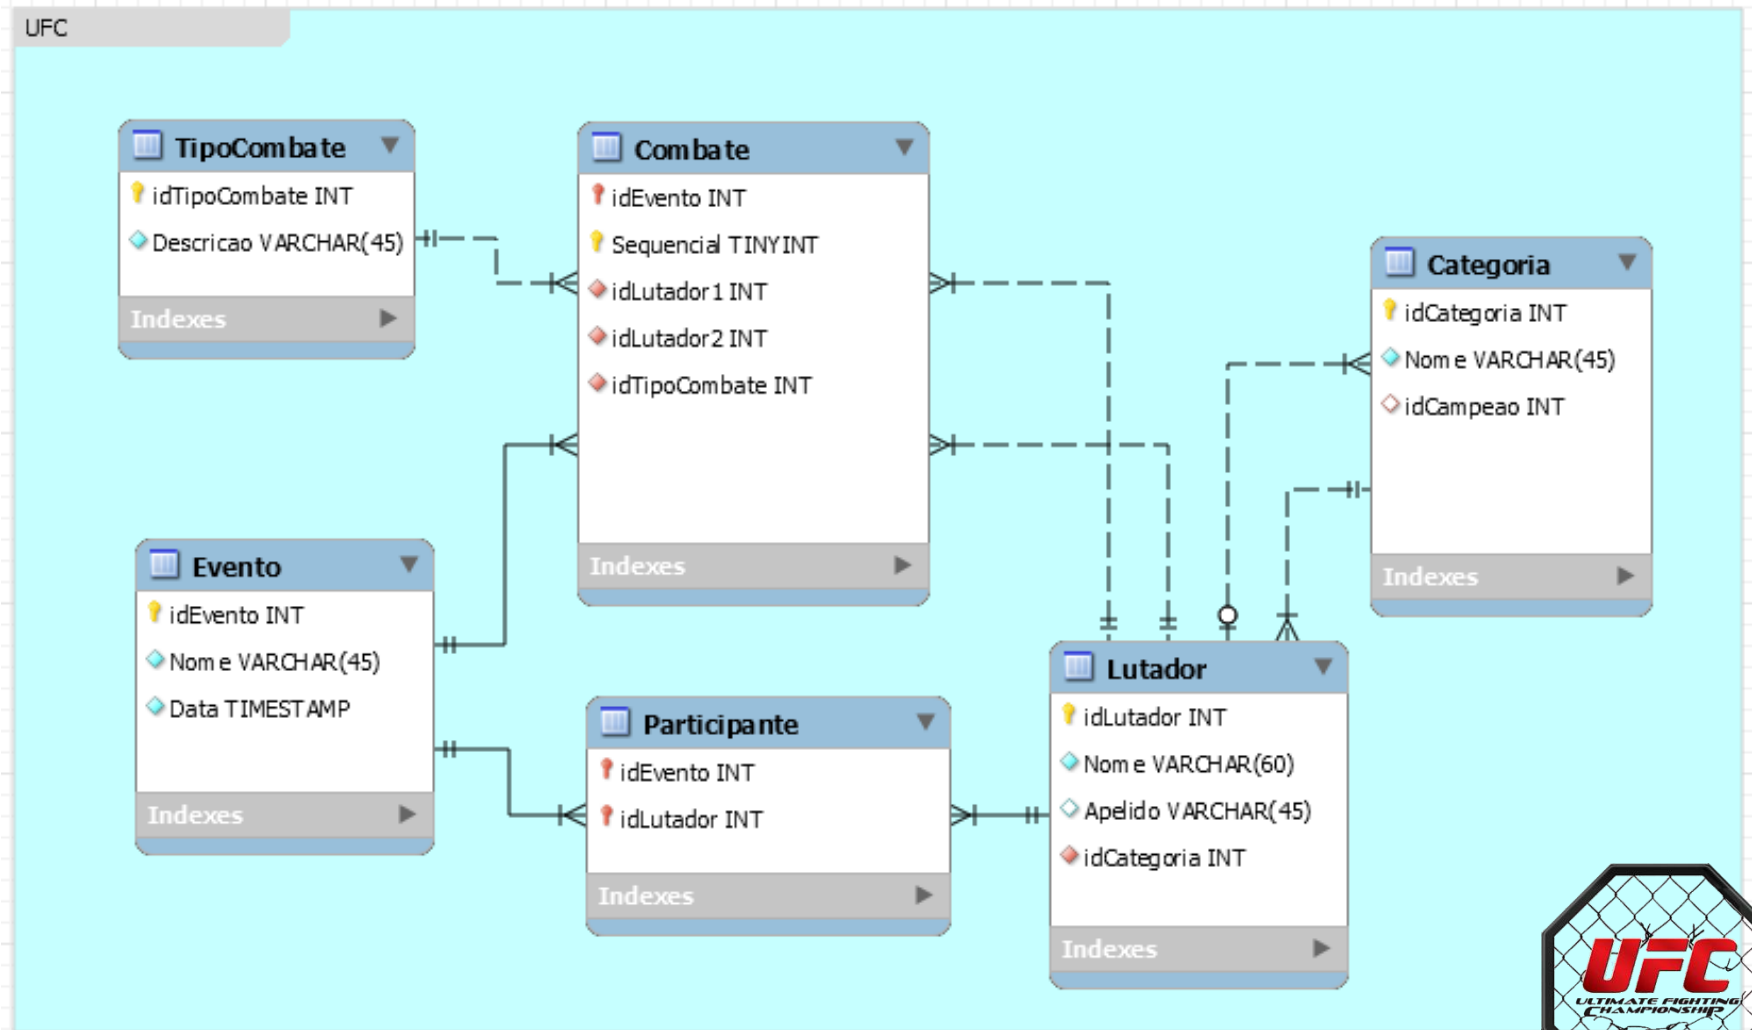 UFC
TipoCombate
idTipoCombate INT
Descricao VARCHAR(45)
Indexes
Combate
idEvento INT
Sequencial TINYINT
idLutador1 INT
idLutador2 INT
idTipoCombate INT
Indexes
Categoria
idCategoria INT
Nome VARCHAR(45)
idCampeao INT
Indexes
Evento
idEvento INT
Nome VARCHAR(45)
Data TIMESTAMP
Indexes
Participante
idEvento INT
idLutador INT
Indexes
Lutador
idLutador INT
Nome VARCHAR(60)
Apelido VARCHAR(45)
idCategoria INT
Indexes
UFC
ULTIMATE FIGHTING
CHAMPIONSHIP